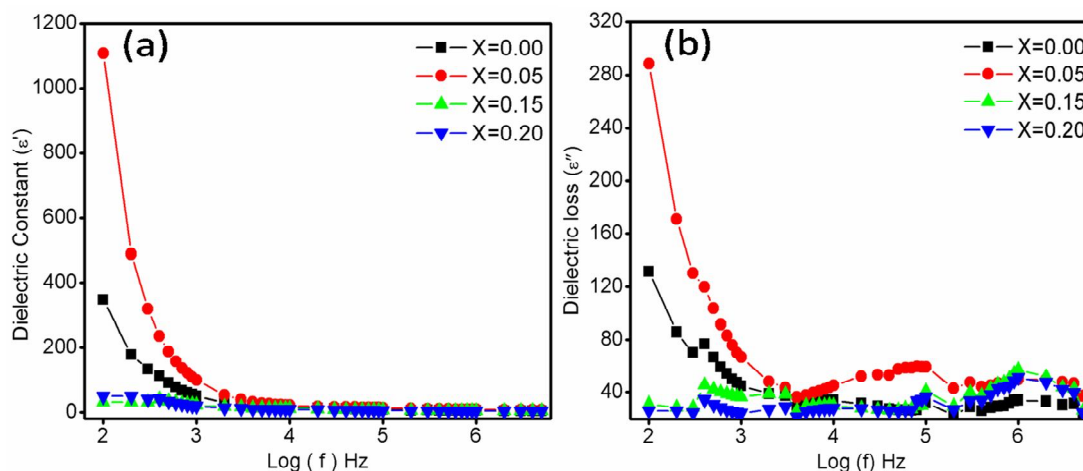 (a)
X=0.00
X=0.05
X=0.15
X=0.20
Dielectric Constant (ε')
1200
1000
800
600
400
200
0
2 3 4 5 6
Log ( f ) Hz
(b)
X=0.00
X=0.05
X=0.15
X=0.20
Dielectric loss (ε″)
320
280
240
200
160
120
80
40
2 3 4 5 6
Log (f) Hz